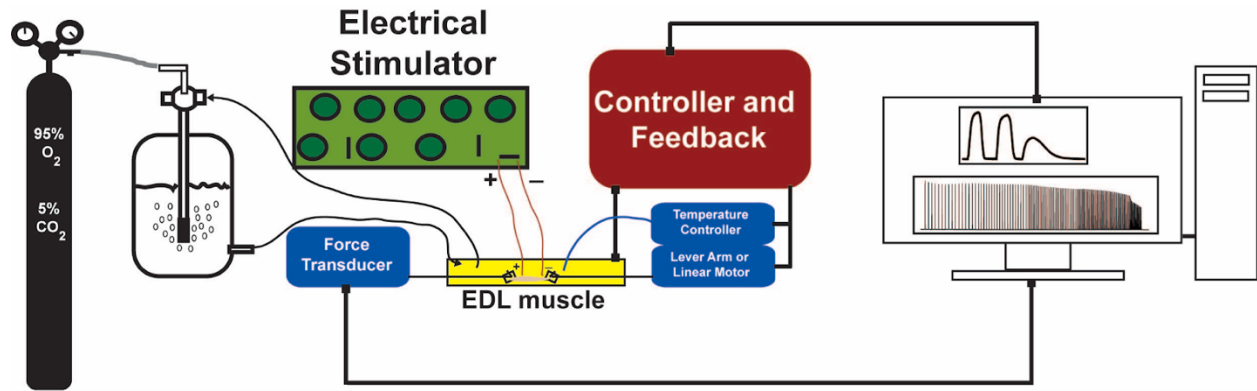 95%
O2
5%
CO2
Electrical
Stimulator
+ −
Controller and
Feedback
Force
Transducer
+ −
Temperature
Controller
Lever Arm or
Linear Motor
EDL muscle